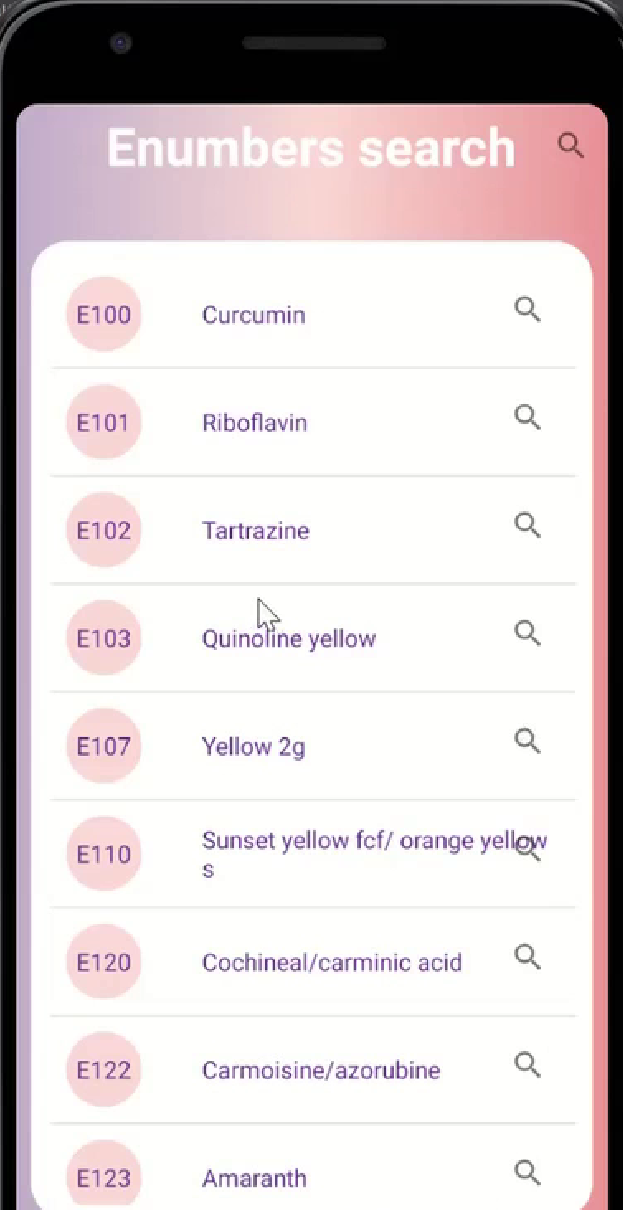 Enumbers search
E100 Curcumin
E101 Riboflavin
E102 Tartrazine
E103 Quinoline yellow
E107 Yellow 2g
E110 Sunset yellow fcf/ orange yellow
s
E120 Cochineal/carminic acid
E122 Carmoisine/azorubine
E123 Amaranth